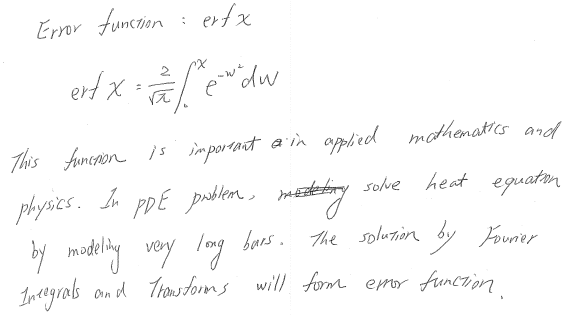 Error function : erf x
erf x = 2/√π ∫₀ˣ e^{-w²} dw
This function is important in applied mathematics and
physics. In PDE problem, solve heat equation
by modeling very long bars. The solution by Fourier
Integrals and Transforms will form error function.